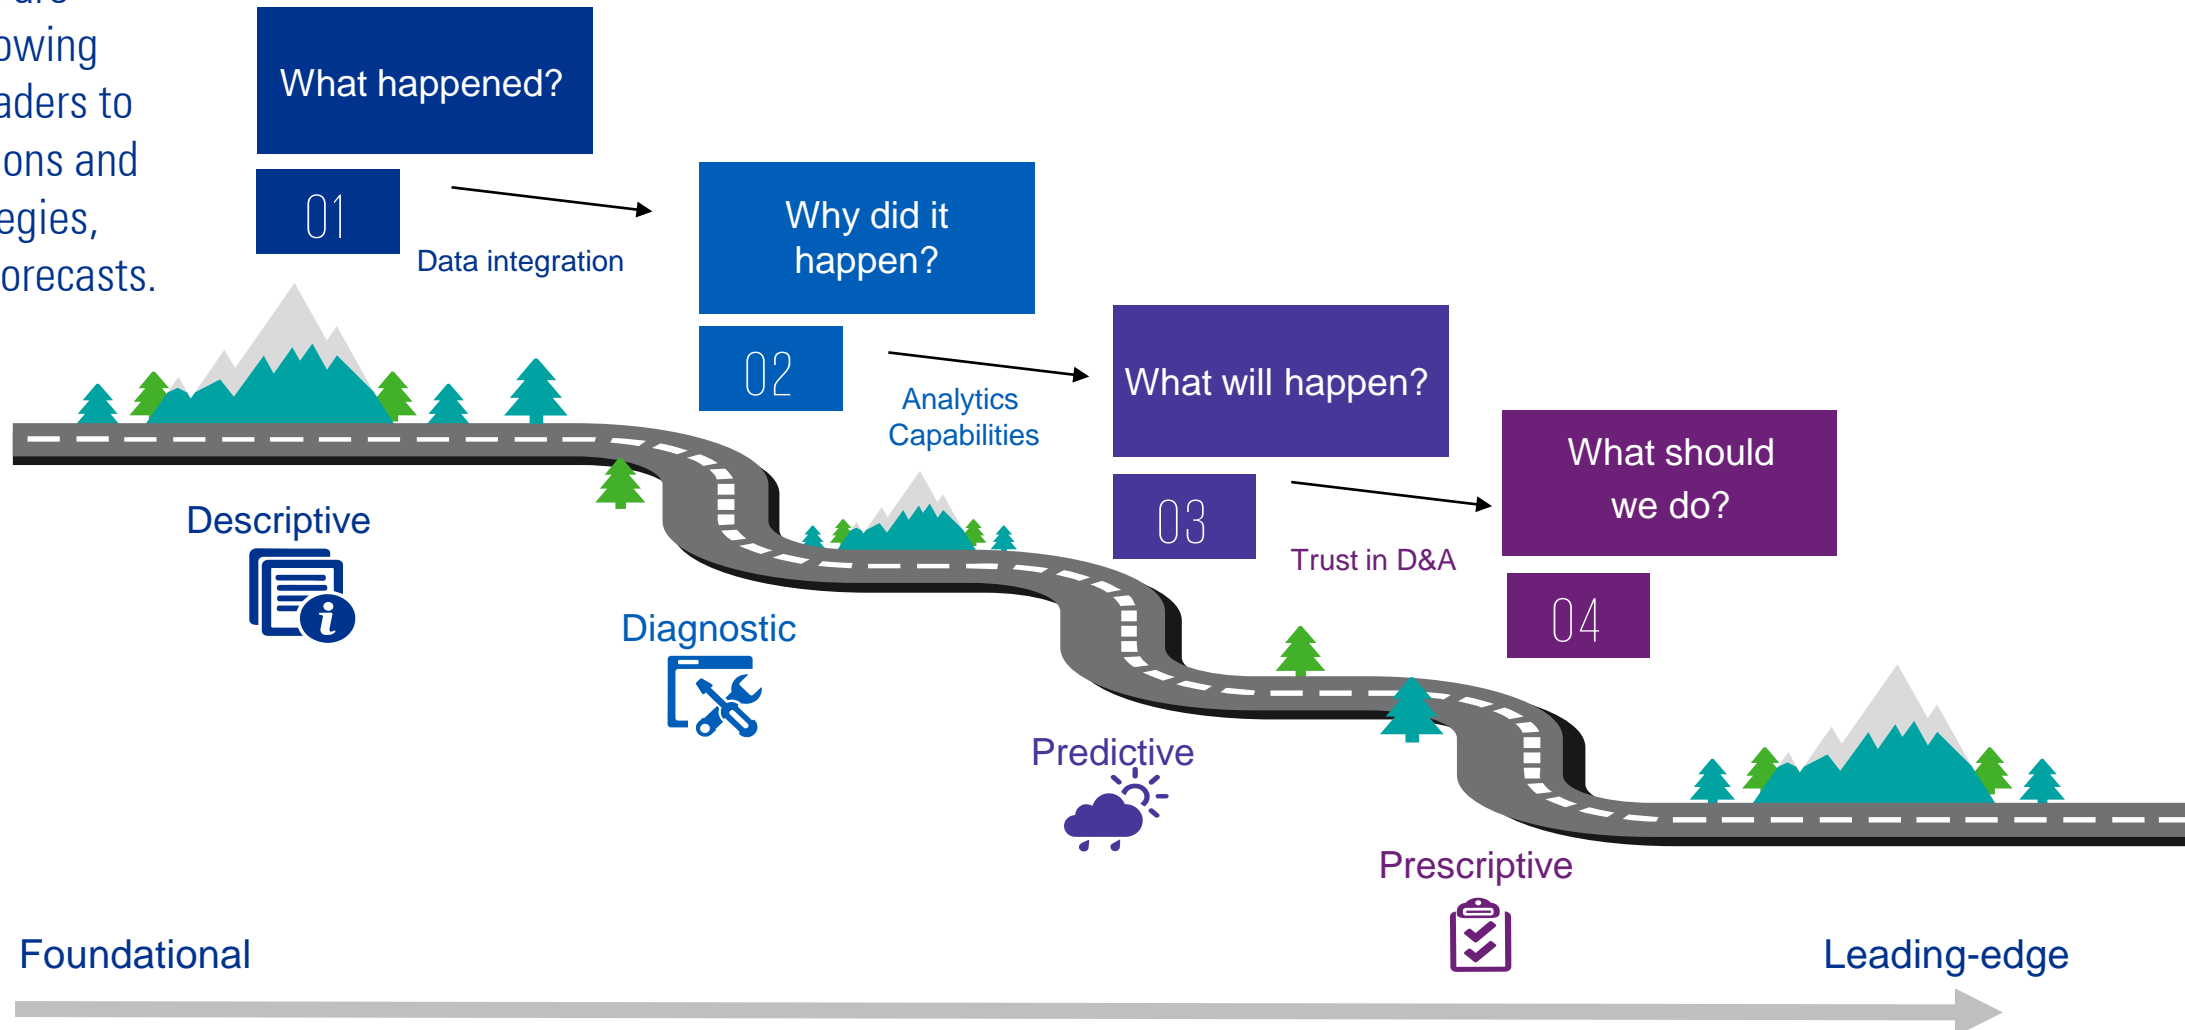 owing
aders to
ions and
egies,
orecasts.
What happened?
01
Data integration
Why did it
happen?
02
Analytics
Capabilities
What will happen?
03
Trust in D&A
What should
we do?
04
Descriptive
Diagnostic
Predictive
Prescriptive
Foundational
Leading-edge